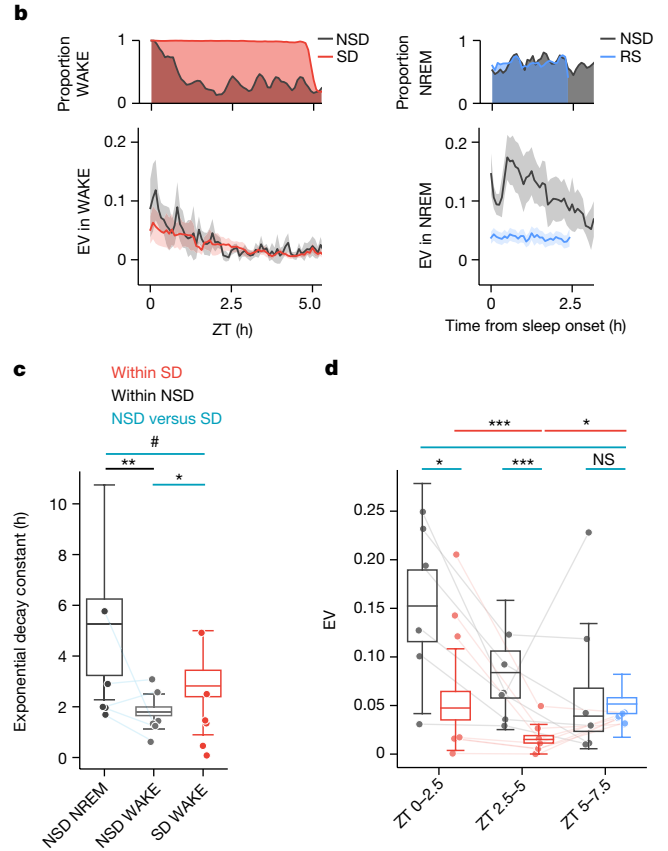 b
Proportion WAKE
1
0
NSD
SD
Proportion NREM
1
0
NSD
RS
EV in WAKE
0.2
0.1
0
0
2.5
5.0
ZT (h)
EV in NREM
0.2
0.1
0
0
2.5
Time from sleep onset (h)
c
Within SD
Within NSD
NSD versus SD
#
**
*
Exponential decay constant (h)
10
8
6
4
2
0
NSD NREM
NSD WAKE
SD WAKE
d
***
*
*
***
NS
EV
0.25
0.20
0.15
0.10
0.05
0
ZT 0–2.5
ZT 2.5–5
ZT 5–7.5